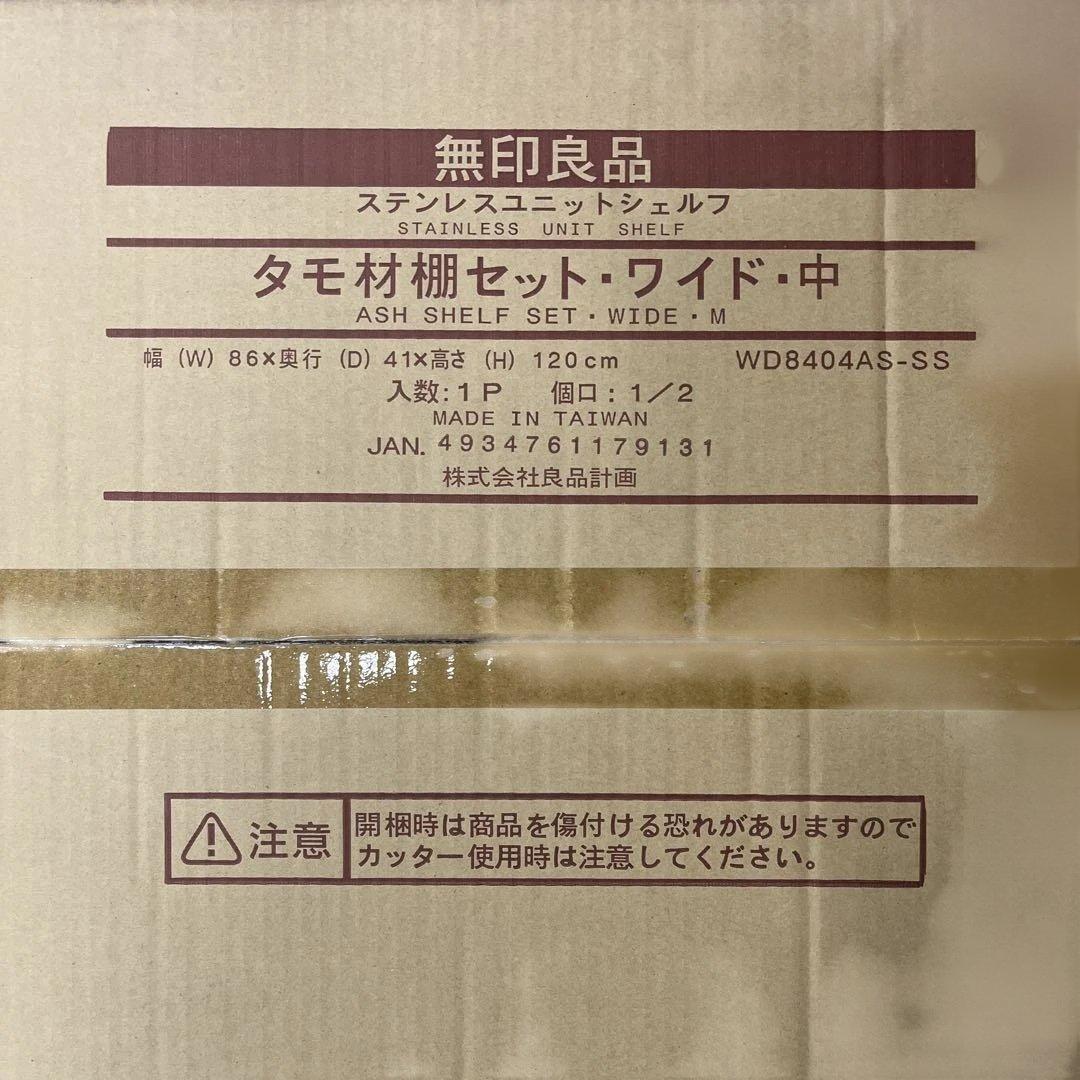 無印良品
ステンレスユニットシェルフ
STAINLESS UNIT SHELF
タモ材棚セット・ワイド・中
ASH SHELF SET・WIDE・M
幅（W）86×奥行（D）41×高さ（H）120cm WD8404AS-SS
入数:1P 個口：1／2
MADE IN TAIWAN
JAN. 4934761179131
株式会社良品計画
注意
開梱時は商品を傷付ける恐れがありますので
カッター使用時は注意してください。